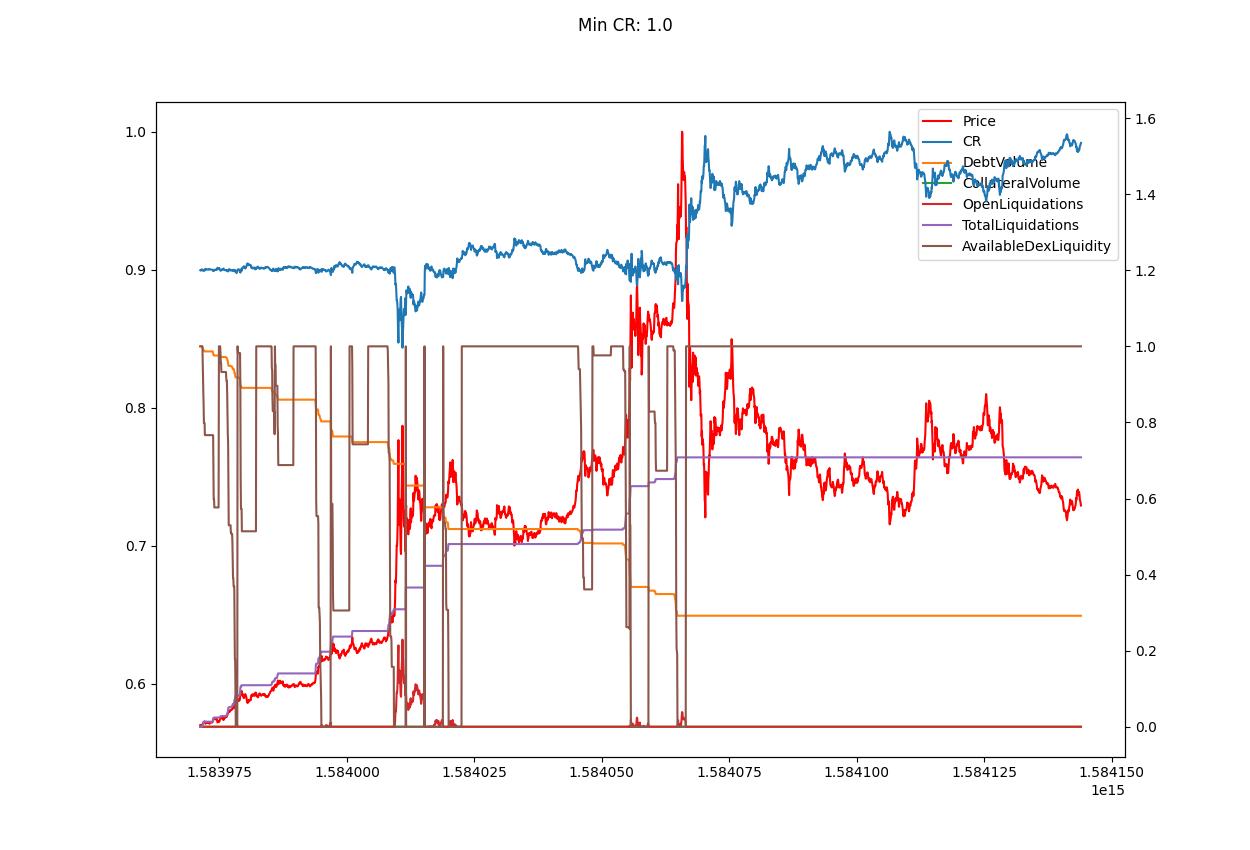 Min CR: 1.0
1.0
0.9
0.8
0.7
0.6
1.6
1.4
1.2
1.0
0.8
0.6
0.4
0.2
0.0
Price
CR
DebtVolume
CollateralVolume
OpenLiquidations
TotalLiquidations
AvailableDexLiquidity
1.583975 1.584000 1.584025 1.584050 1.584075 1.584100 1.584125 1.584150
1e15